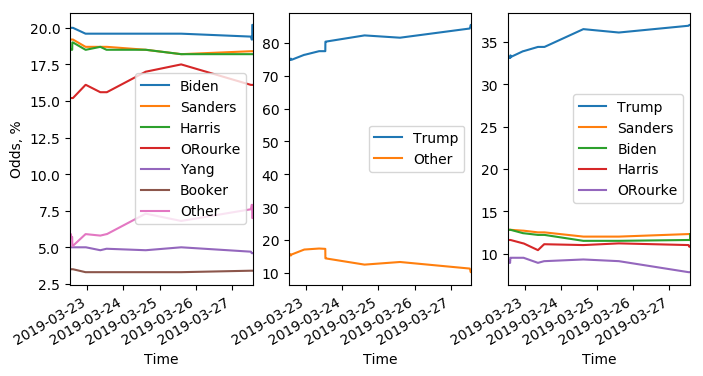 Odds, %
20.0
17.5
15.0
12.5
10.0
7.5
5.0
2.5
Biden
Sanders
Harris
ORourke
Yang
Booker
Other
2019-03-23
2019-03-24
2019-03-25
2019-03-26
2019-03-27
Time
80
70
60
50
40
30
20
10
Trump
Other
2019-03-23
2019-03-24
2019-03-25
2019-03-26
2019-03-27
Time
35
30
25
20
15
10
Trump
Sanders
Biden
Harris
ORourke
2019-03-23
2019-03-24
2019-03-25
2019-03-26
2019-03-27
Time